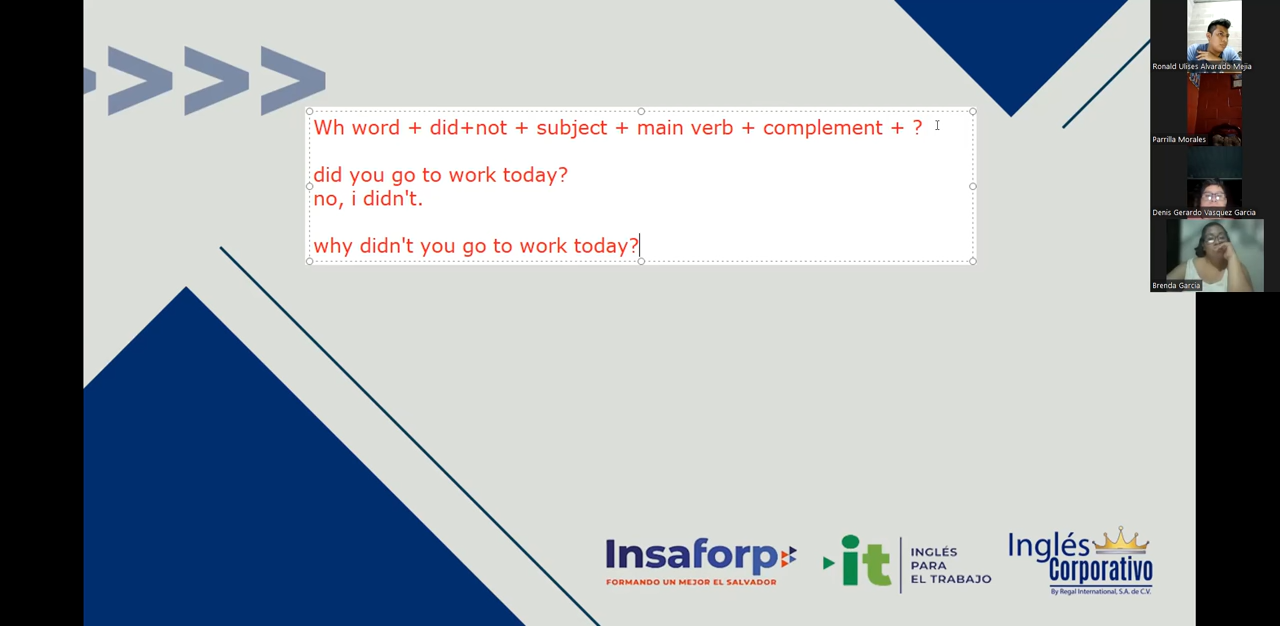 Wh word + did+not + subject + main verb + complement + ?
did you go to work today?
no, i didn't.
why didn't you go to work today?
Ronald Ulises Alvarado Mejia
Parrilla Morales
Denis Gerardo Vasquez Garcia
Brenda Garcia
Insaforp
FORMANDO UN MEJOR EL SALVADOR
it
INGLÉS
PARA
EL TRABAJO
Inglés
Corporativo
By Regal International, S.A. de C.V.